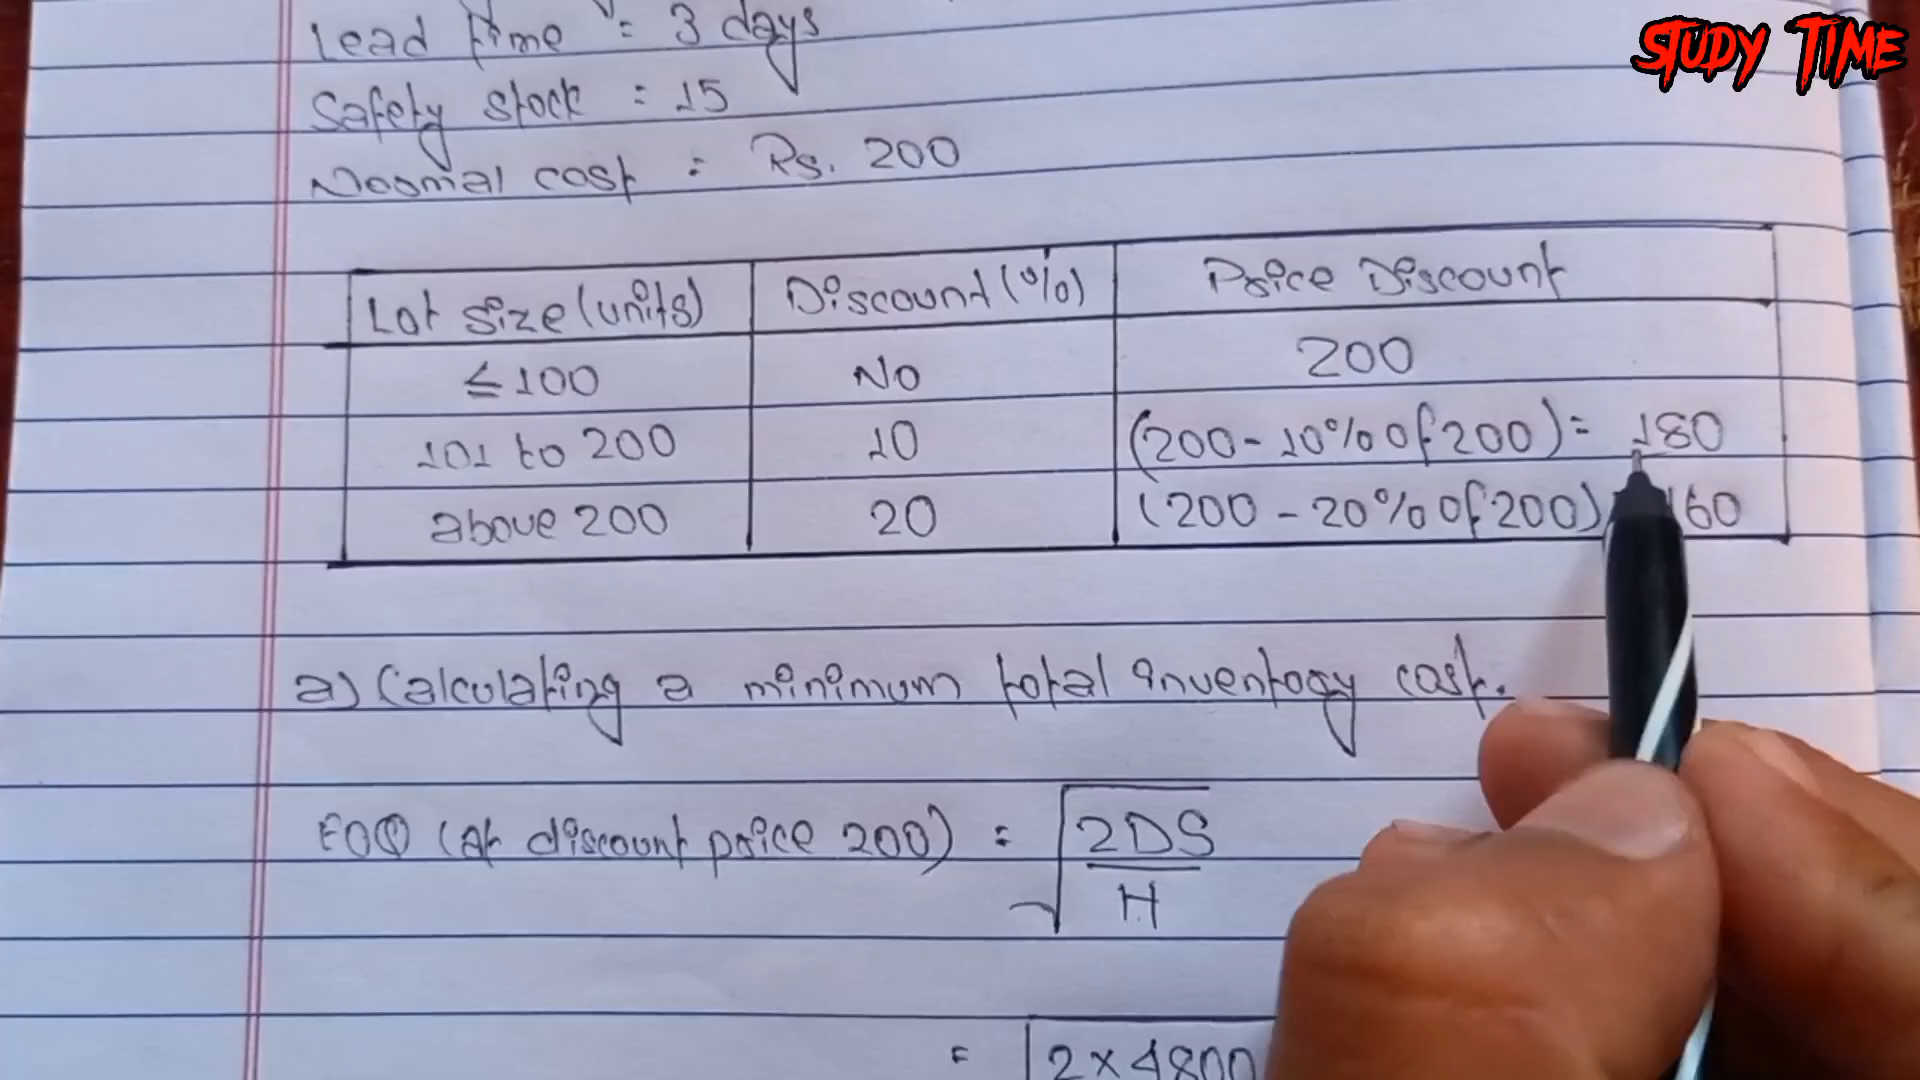 STUDY TIME
Lead time : 3 days
Safety stock : 15
Normal cost : Rs. 200
Lot size (units) Discount (%) Price Discount
≤ 100 No 200
101 to 200 10 (200 - 10% of 200) = 180
above 200 20 (200 - 20% of 200) 160
a) Calculating a minimum total inventory cost.
EOQ (At discount price 200) = √2DS
H
= √2 × 4800